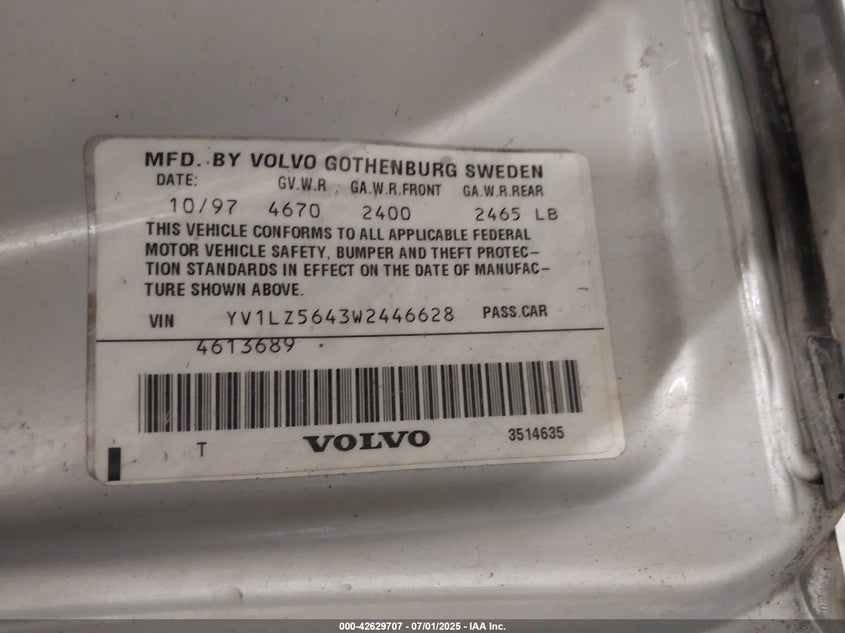 MFD. BY VOLVO GOTHENBURG SWEDEN
DATE: GV.W.R GA.W.R.FRONT GA.W.R.REAR
10/97 4670 2400 2465 LB
THIS VEHICLE CONFORMS TO ALL APPLICABLE FEDERAL
MOTOR VEHICLE SAFETY, BUMPER AND THEFT PROTEC-
TION STANDARDS IN EFFECT ON THE DATE OF MANUFAC-
TURE SHOWN ABOVE.
VIN YV1LZ5643W2446628 PASS.CAR
4613689
T VOLVO 3514635
000-42629707 - 07/01/2025 - IAA Inc.